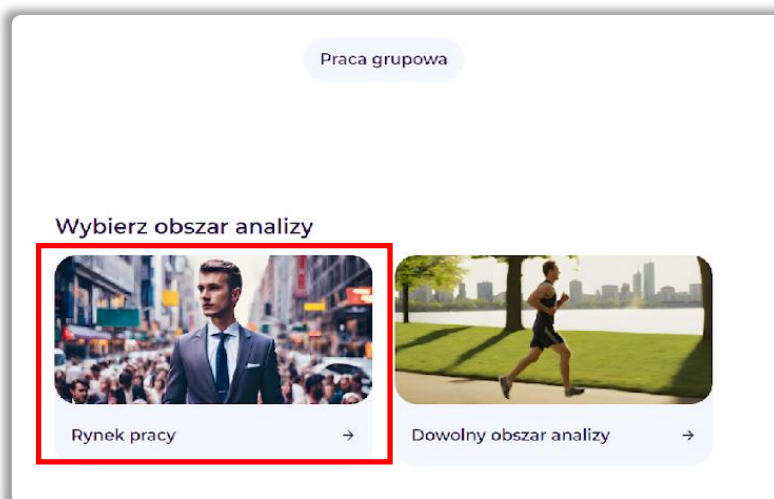 Praca grupowa
Wybierz obszar analizy
Rynek pracy →
Dowolny obszar analizy →